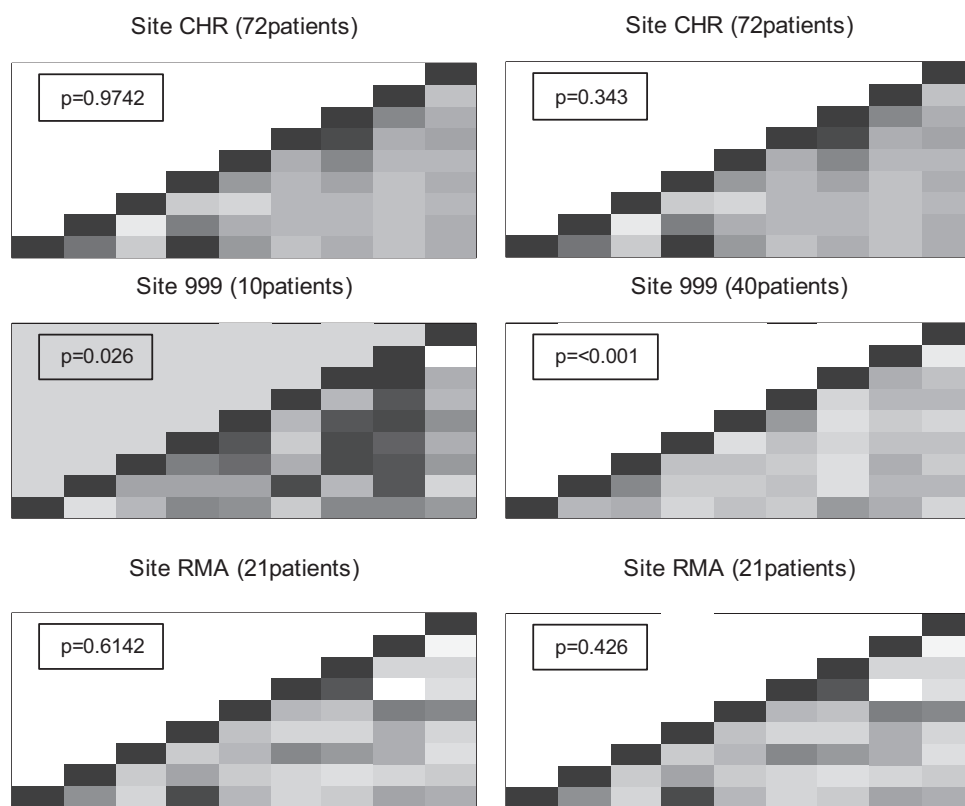 Site CHR (72patients)
Site CHR (72patients)
p=0.9742
p=0.343
Site 999 (10patients)
Site 999 (40patients)
p=0.026
p=<0.001
Site RMA (21patients)
Site RMA (21patients)
p=0.6142
p=0.426